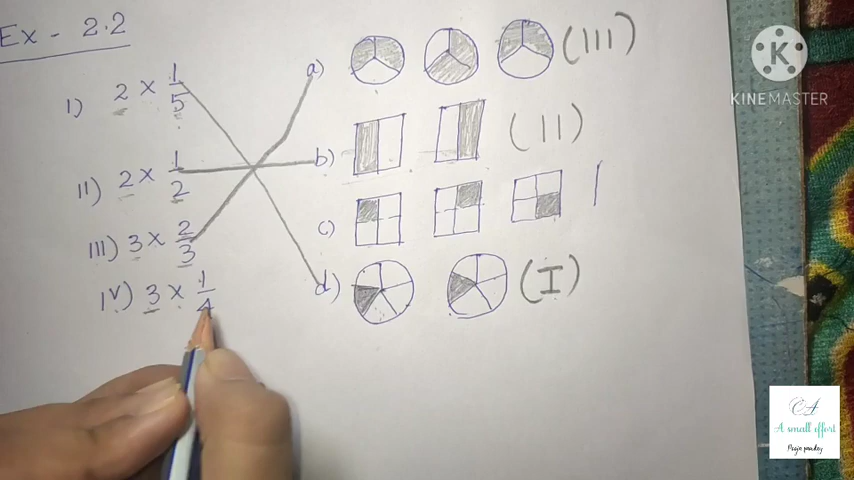 Ex - 2.2
I) 2 × 1/5
II) 2 × 1/2
III) 3 × 2/3
IV) 3 × 1/4
a) (III)
b) (II)
c) |
d) (I)
K
KINEMASTER
A small effort